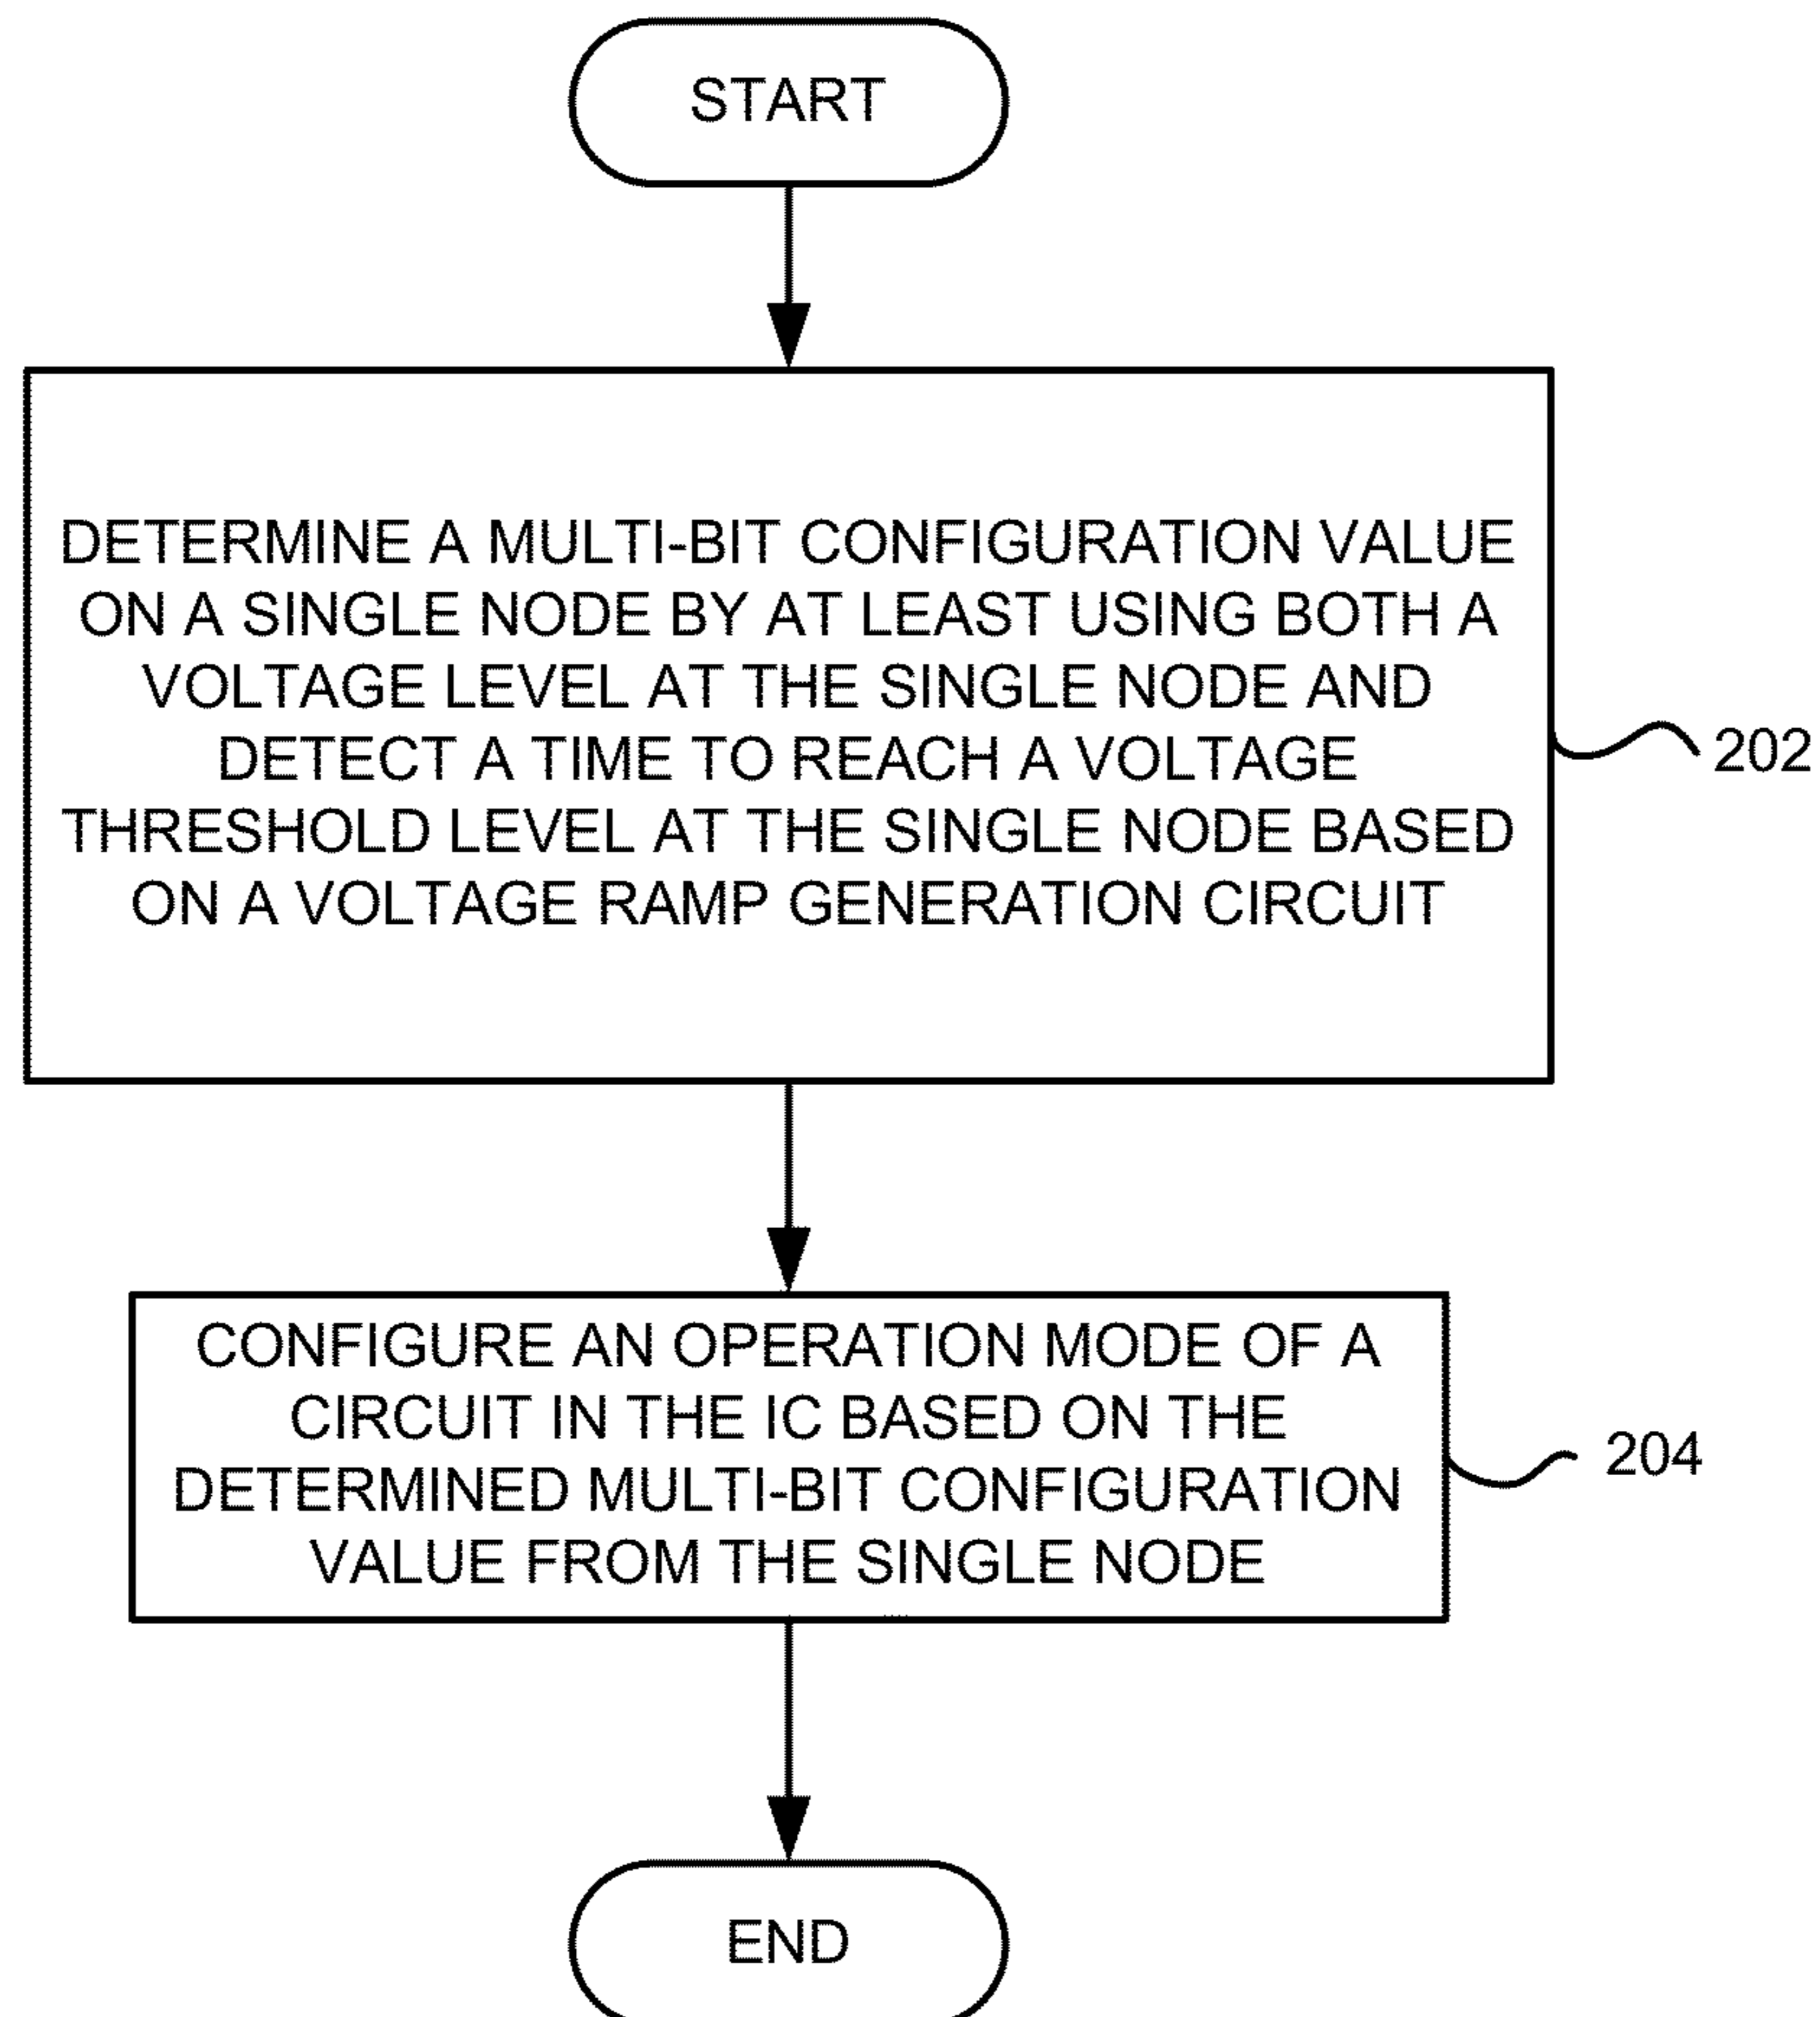 START
DETERMINE A MULTI-BIT CONFIGURATION VALUE
ON A SINGLE NODE BY AT LEAST USING BOTH A
VOLTAGE LEVEL AT THE SINGLE NODE AND
DETECT A TIME TO REACH A VOLTAGE
THRESHOLD LEVEL AT THE SINGLE NODE BASED
ON A VOLTAGE RAMP GENERATION CIRCUIT
202
CONFIGURE AN OPERATION MODE OF A
CIRCUIT IN THE IC BASED ON THE
DETERMINED MULTI-BIT CONFIGURATION
VALUE FROM THE SINGLE NODE
204
END